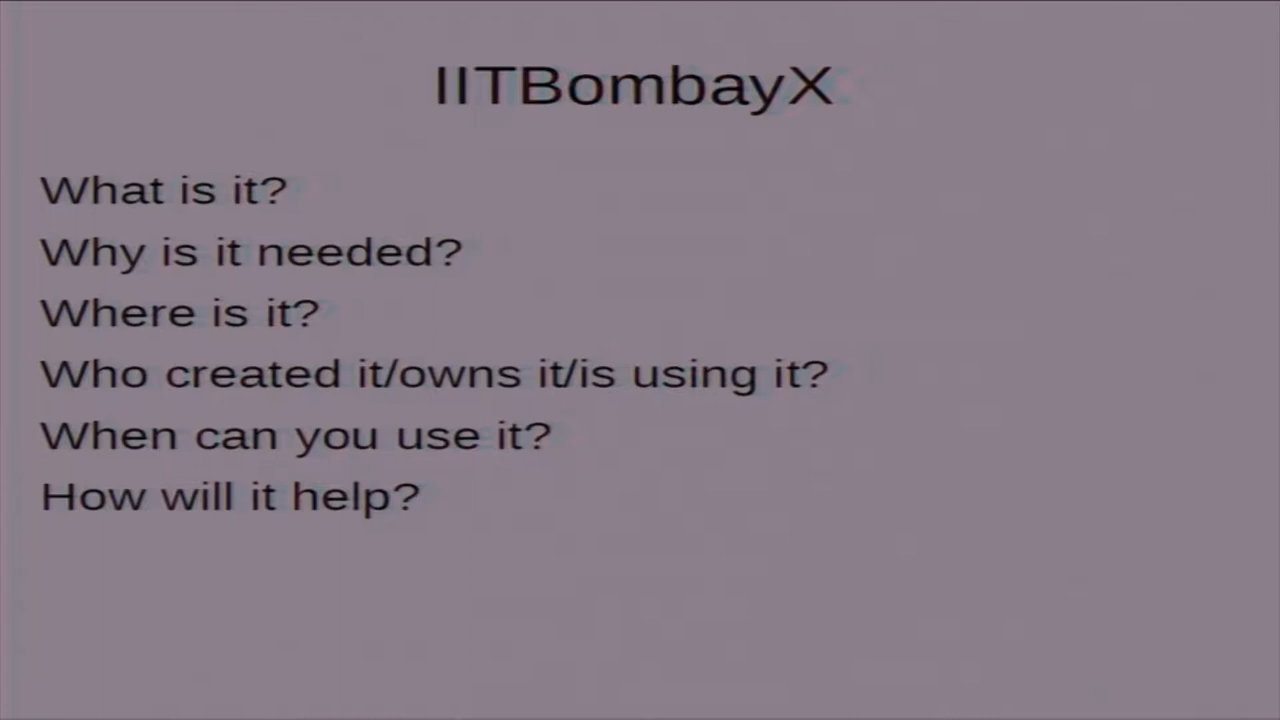 IITBombayX
What is it?
Why is it needed?
Where is it?
Who created it/owns it/is using it?
When can you use it?
How will it help?